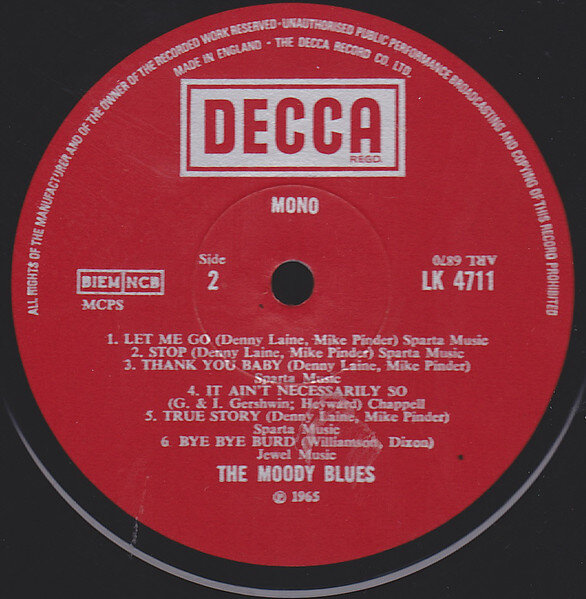 ALL RIGHTS OF THE MANUFACTURER AND OF THE OWNER OF THE RECORDED WORK RESERVED · UNAUTHORISED PUBLIC PERFORMANCE BROADCASTING AND COPYING OF THIS RECORD PROHIBITED
MADE IN ENGLAND · THE DECCA RECORD CO. LTD.
DECCA
REGD.
MONO
Side
2
BIEM NCB
MCPS
ARL 6870
LK 4711
1. LET ME GO (Denny Laine, Mike Pinder) Sparta Music
2. STOP (Denny Laine, Mike Pinder) Sparta Music
3. THANK YOU BABY (Denny Laine, Mike Pinder)
Sparta Music
4. IT AIN'T NECESSARILY SO
(G. & I. Gershwin; Heyward) Chappell
5. TRUE STORY (Denny Laine, Mike Pinder)
Sparta Music
6 BYE BYE BURD (Williamson, Dixon)
Jewel Music
THE MOODY BLUES
℗ 1965